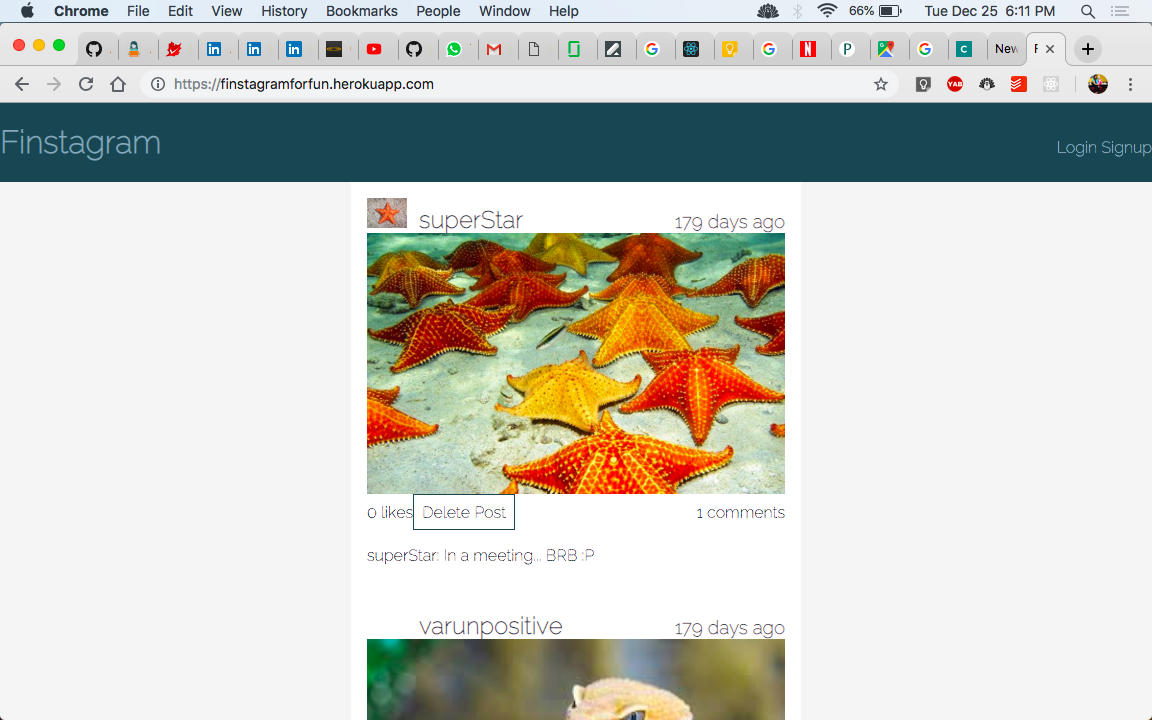 Chrome File Edit View History Bookmarks People Window Help 66% Tue Dec 25 6:11 PM
New
https://finstagramforfun.herokuapp.com
YAB
Finstagram
Login Signup
superStar 179 days ago
0 likes Delete Post 1 comments
superStar: In a meeting... BRB :P
varunpositive 179 days ago